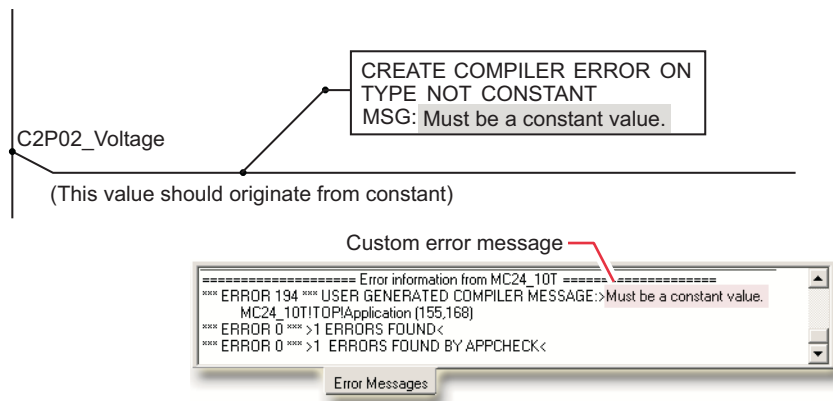 CREATE COMPILER ERROR ON
TYPE NOT CONSTANT
MSG: Must be a constant value.
C2P02_Voltage
(This value should originate from constant)
Custom error message
==================== Error information from MC24_10T ====================
*** ERROR 194 *** USER GENERATED COMPILER MESSAGE:>Must be a constant value.
MC24_10T!TOP!Application (155,168)
*** ERROR 0 *** >1 ERRORS FOUND<
*** ERROR 0 *** >1 ERRORS FOUND BY APPCHECK<
Error Messages